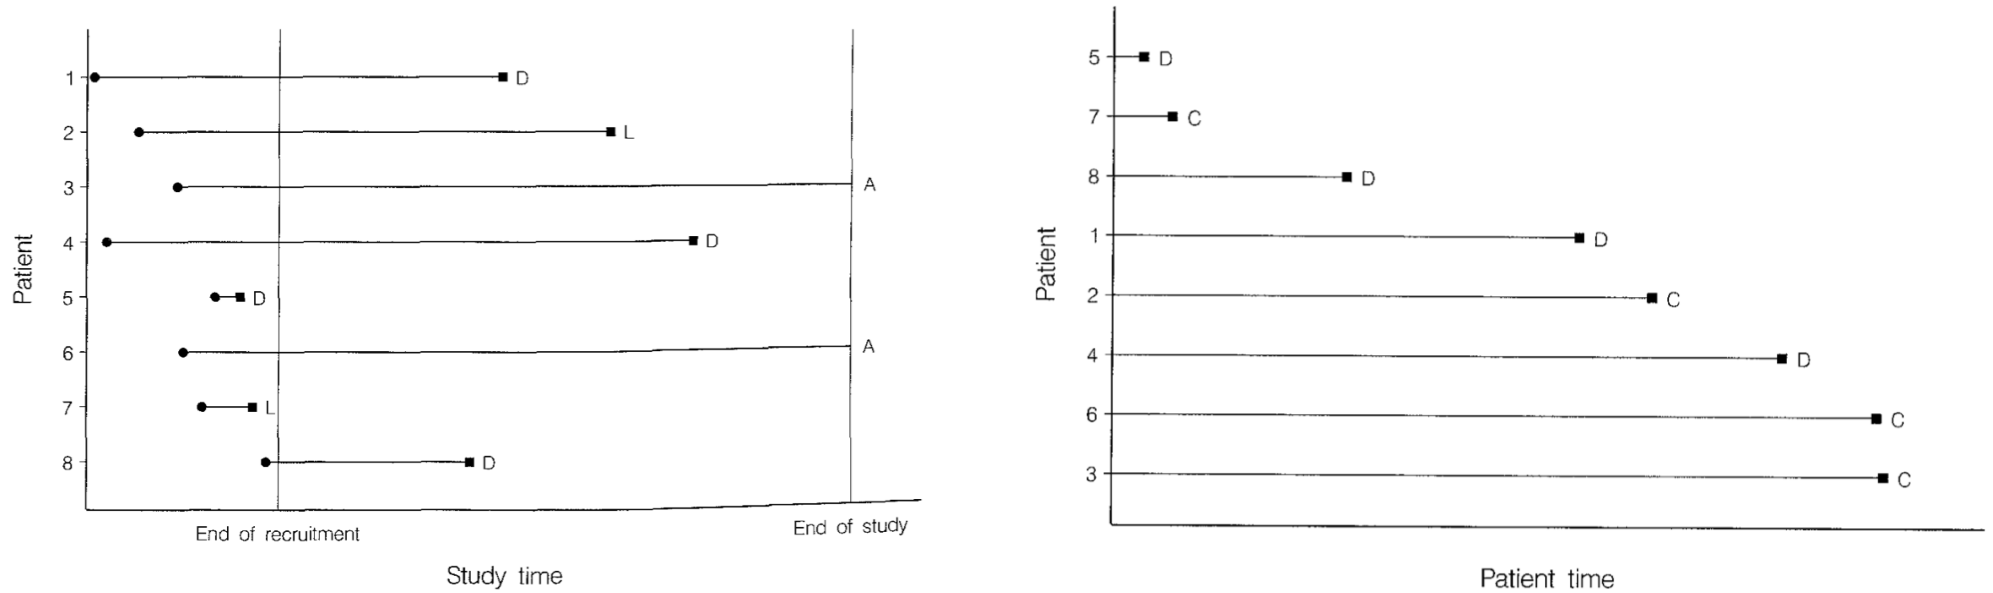 1 D
2 L
3 A
4 D
5 D
6 A
7 L
8 D
Patient
End of recruitment
End of study
Study time
5 D
7 C
8 D
1 D
2 C
4 D
6 C
3 C
Patient
Patient time